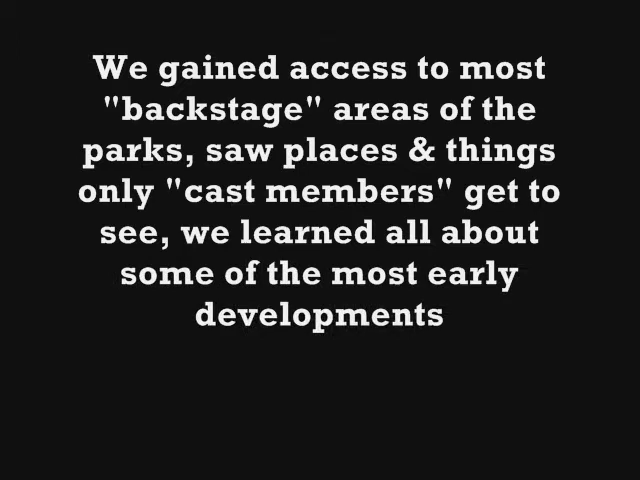 We gained access to most
"backstage" areas of the
parks, saw places & things
only "cast members" get to
see, we learned all about
some of the most early
developments